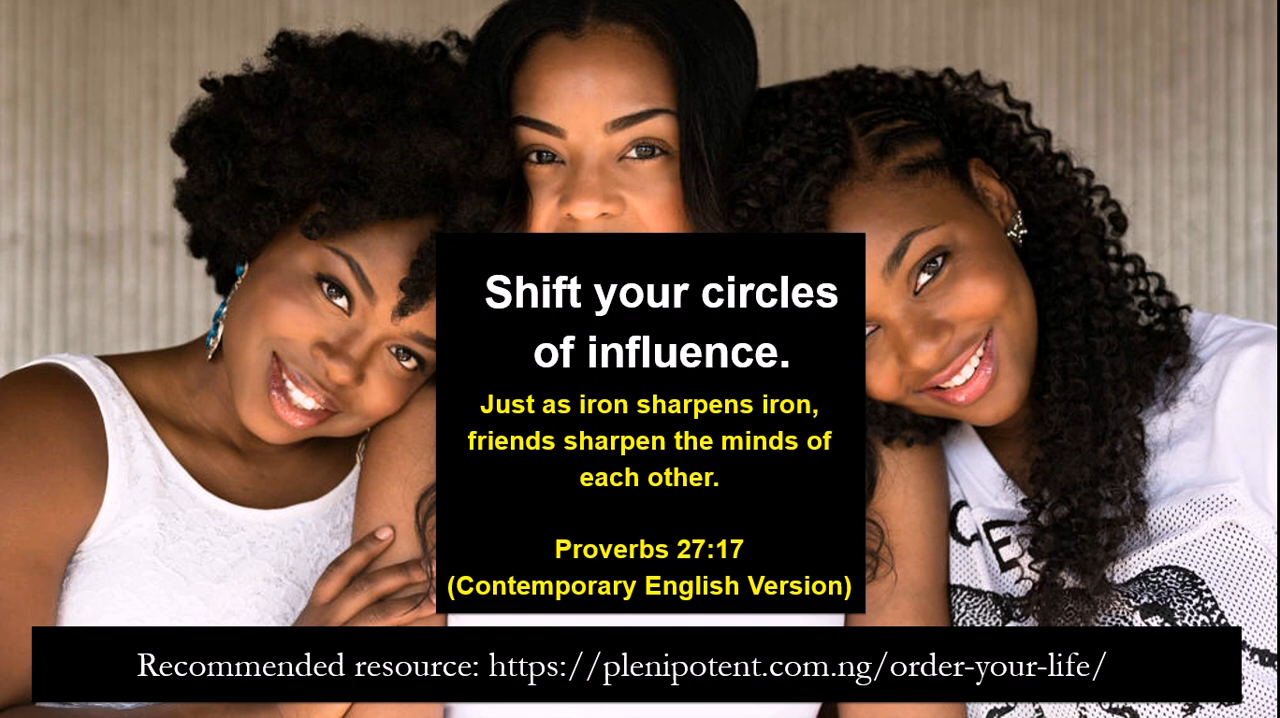 Shift your circles
of influence.
Just as iron sharpens iron,
friends sharpen the minds of
each other.
Proverbs 27:17
(Contemporary English Version)
Recommended resource: https://plenipotent.com.ng/order-your-life/